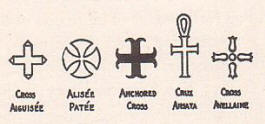 CROSS
AIGUISÉE
ALISÉE
PATÉE
ANCHORED
CROSS
CRUX
ANSATA
CROSS
AVELLAINE